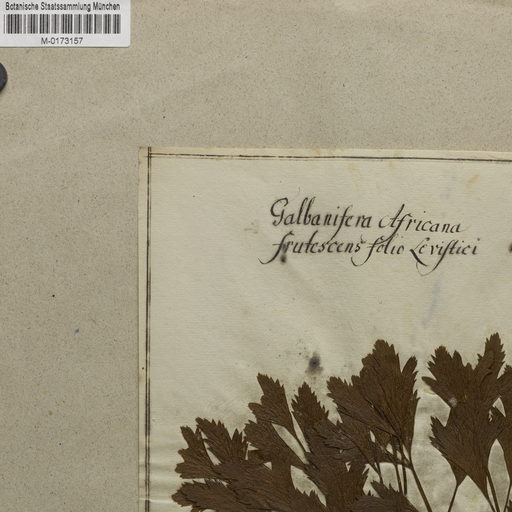 Botanische Staatssammlung München
M-0173157
Galbanifera Africana
frutescens folio Levistici